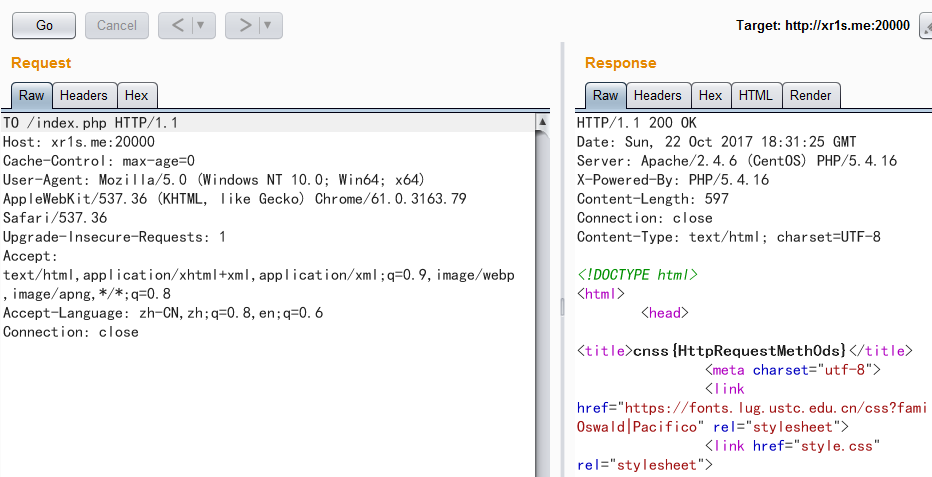 Go Cancel < > Target: http://xr1s.me:20000
Request
Raw Headers Hex
TO /index.php HTTP/1.1
Host: xr1s.me:20000
Cache-Control: max-age=0
User-Agent: Mozilla/5.0 (Windows NT 10.0; Win64; x64)
AppleWebKit/537.36 (KHTML, like Gecko) Chrome/61.0.3163.79
Safari/537.36
Upgrade-Insecure-Requests: 1
Accept:
text/html,application/xhtml+xml,application/xml;q=0.9,image/webp
,image/apng,*/*;q=0.8
Accept-Language: zh-CN,zh;q=0.8,en;q=0.6
Connection: close
Response
Raw Headers Hex HTML Render
HTTP/1.1 200 OK
Date: Sun, 22 Oct 2017 18:31:25 GMT
Server: Apache/2.4.6 (CentOS) PHP/5.4.16
X-Powered-By: PHP/5.4.16
Content-Length: 597
Connection: close
Content-Type: text/html; charset=UTF-8
<!DOCTYPE html>
<html>
<head>
<title>cnss{HttpRequestMethOds}</title>
<meta charset="utf-8">
<link
href="https://fonts.lug.ustc.edu.cn/css?fami
Oswald|Pacifico" rel="stylesheet">
<link href="style.css"
rel="stylesheet">